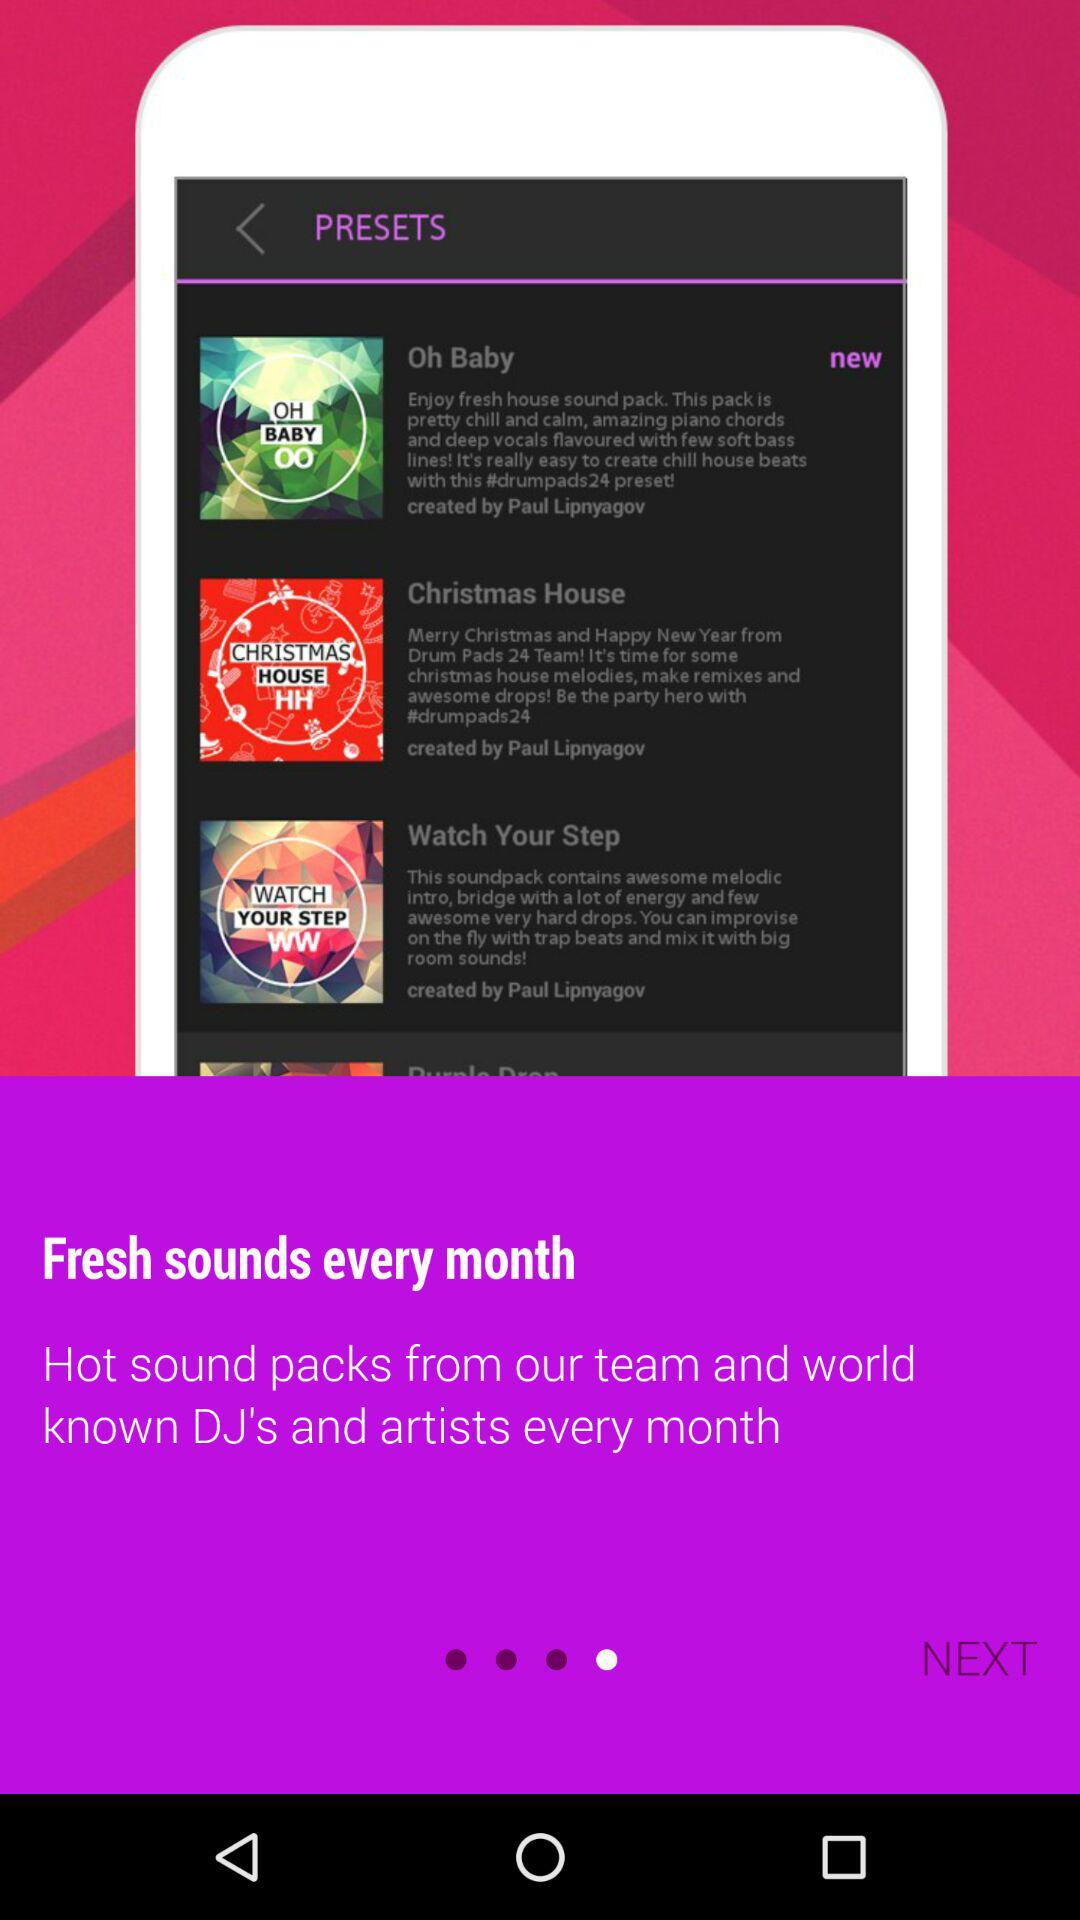 PRESETS
OH
BABY
OO
Oh Baby
new
Enjoy fresh house sound pack. This pack is
pretty chill and calm, amazing piano chords
and deep vocals flavoured with few soft bass
lines! It's really easy to create chill house beats
with this #drumpads24 preset!
created by Paul Lipnyagov
CHRISTMAS
HOUSE
HH
Christmas House
Merry Christmas and Happy New Year from
Drum Pads 24 Team! It's time for some
christmas house melodies, make remixes and
awesome drops! Be the party hero with
#drumpads24
created by Paul Lipnyagov
WATCH
YOUR STEP
WW
Watch Your Step
This soundpack contains awesome melodic
intro, bridge with a lot of energy and few
awesome very hard drops. You can improvise
on the fly with trap beats and mix it with big
room sounds!
created by Paul Lipnyagov
Purple Drop
Fresh sounds every month
Hot sound packs from our team and world
known DJ's and artists every month
NEXT